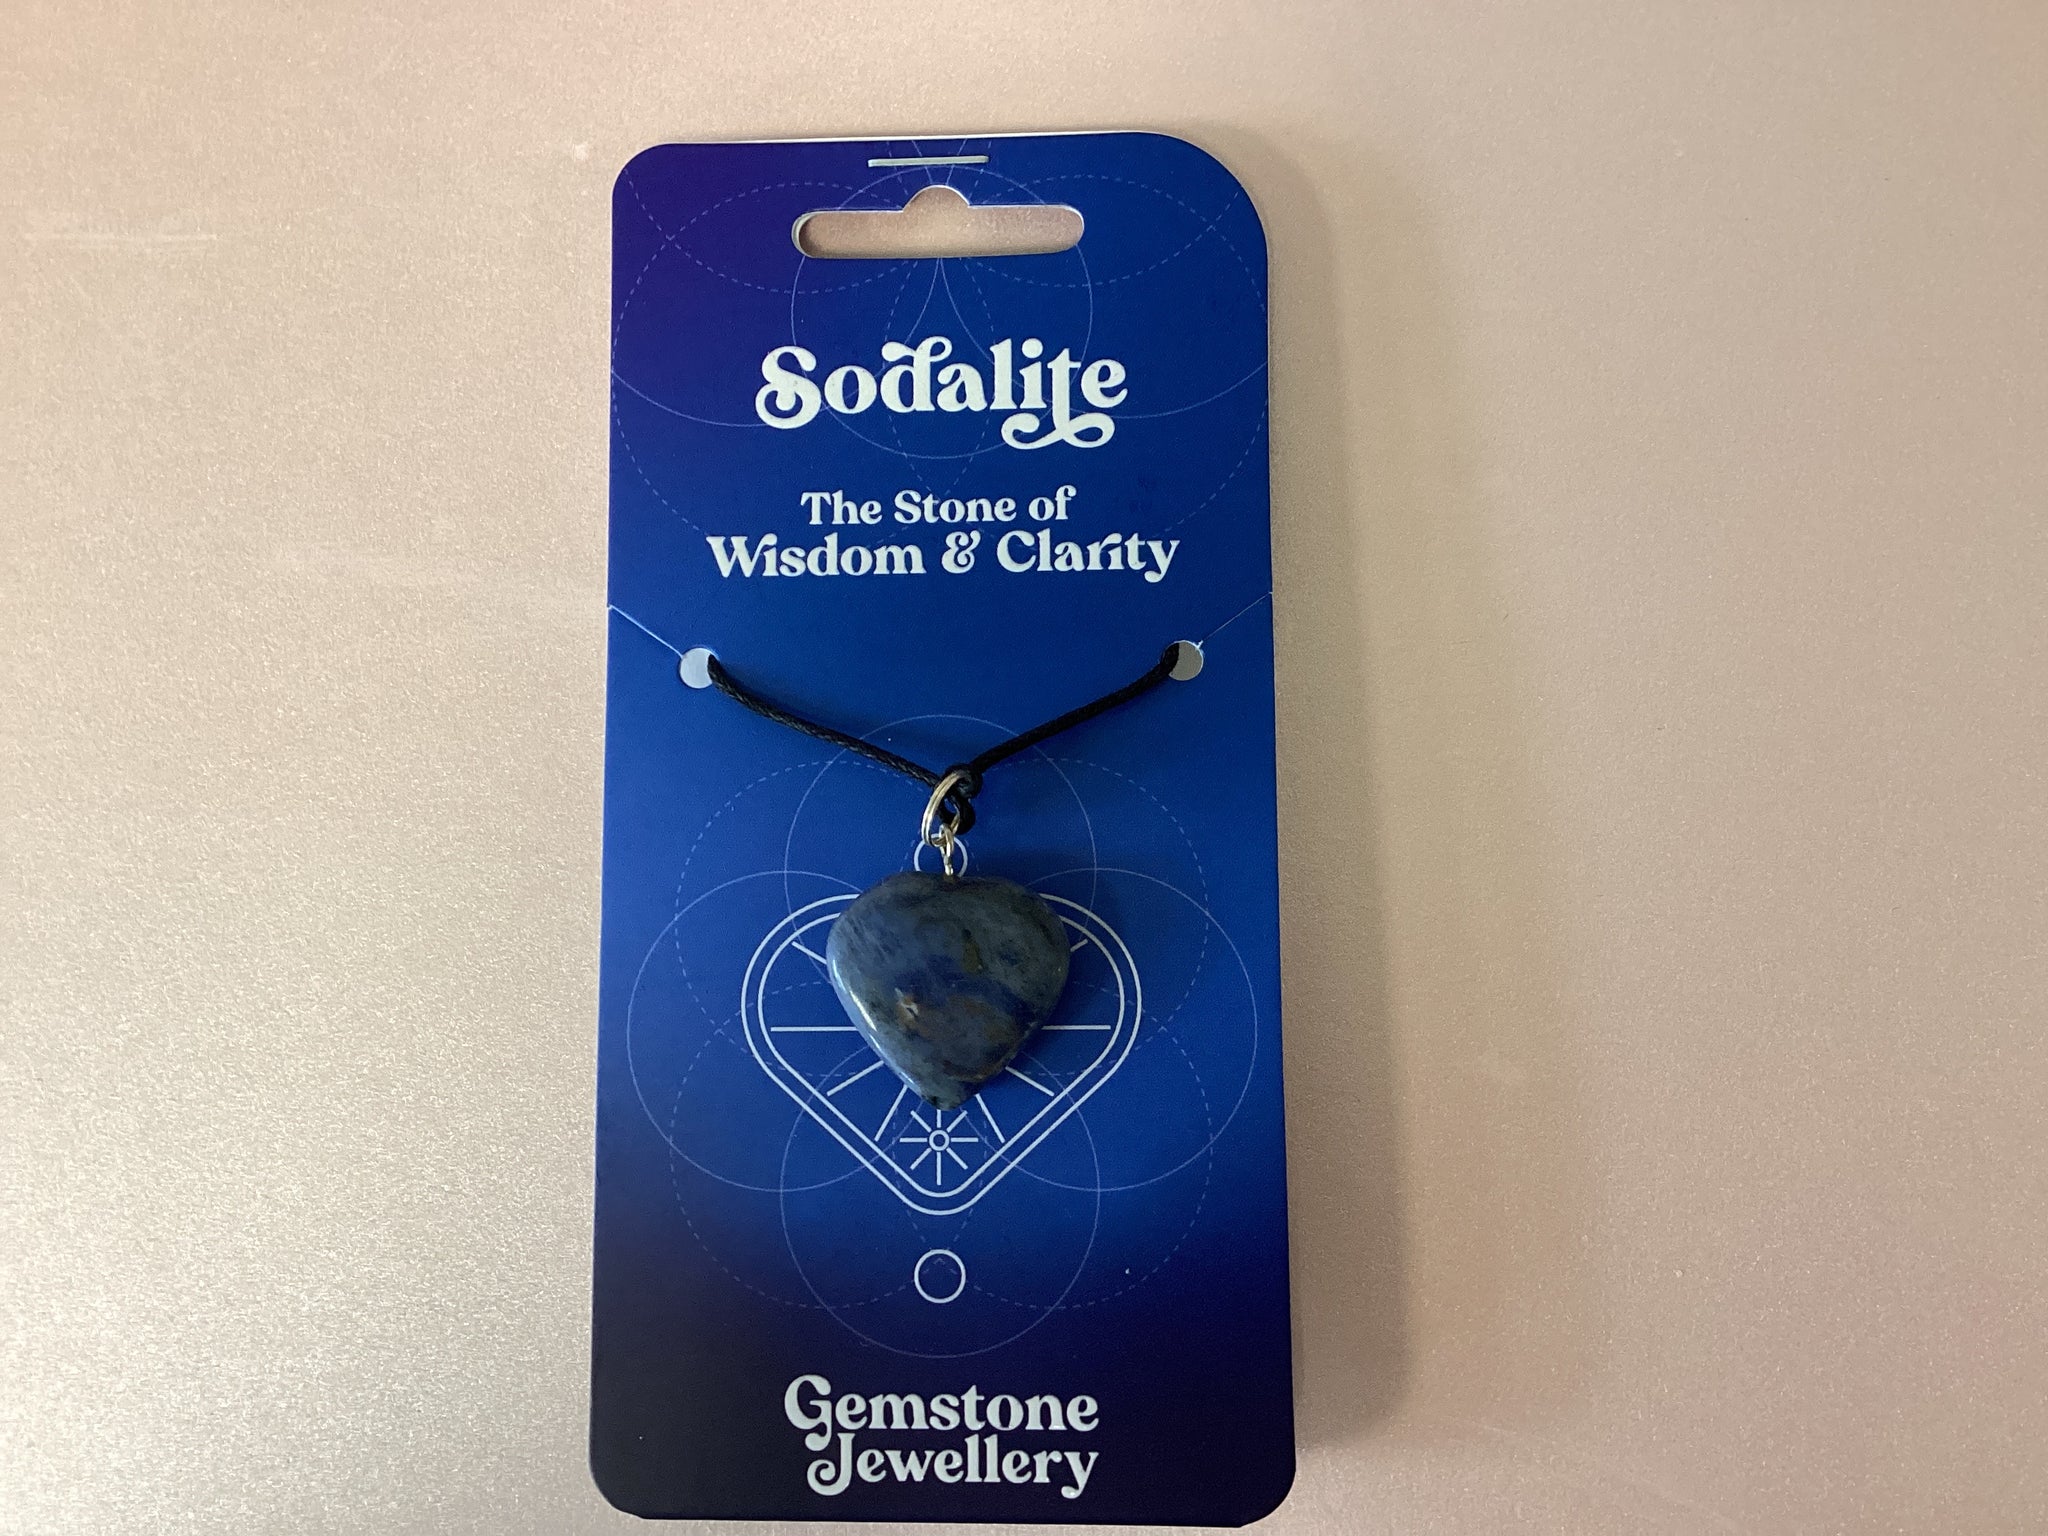 Sodalite
The Stone of
Wisdom & Clarity
Gemstone
Jewellery